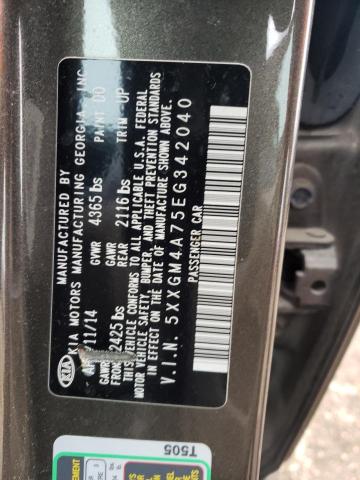 MANUFACTURED BY
KIA MOTORS MANUFACTURING GEORGIA, INC
/11/14 GVWR 4365 lbs PAINT DO
GAWR FRONT 2425 lbs GAWR REAR 2116 lbs TRIM UP
THIS VEHICLE CONFORMS TO ALL APPLICABLE U.S.A. FEDERAL
MOTOR VEHICLE SAFETY, BUMPER, AND THEFT PREVENTION STANDARDS
IN EFFECT ON THE DATE OF MANUFACTURE SHOWN ABOVE.
V.I.N. 5XXGM4A75EG342040
PASSENGER CAR
KIA
T505